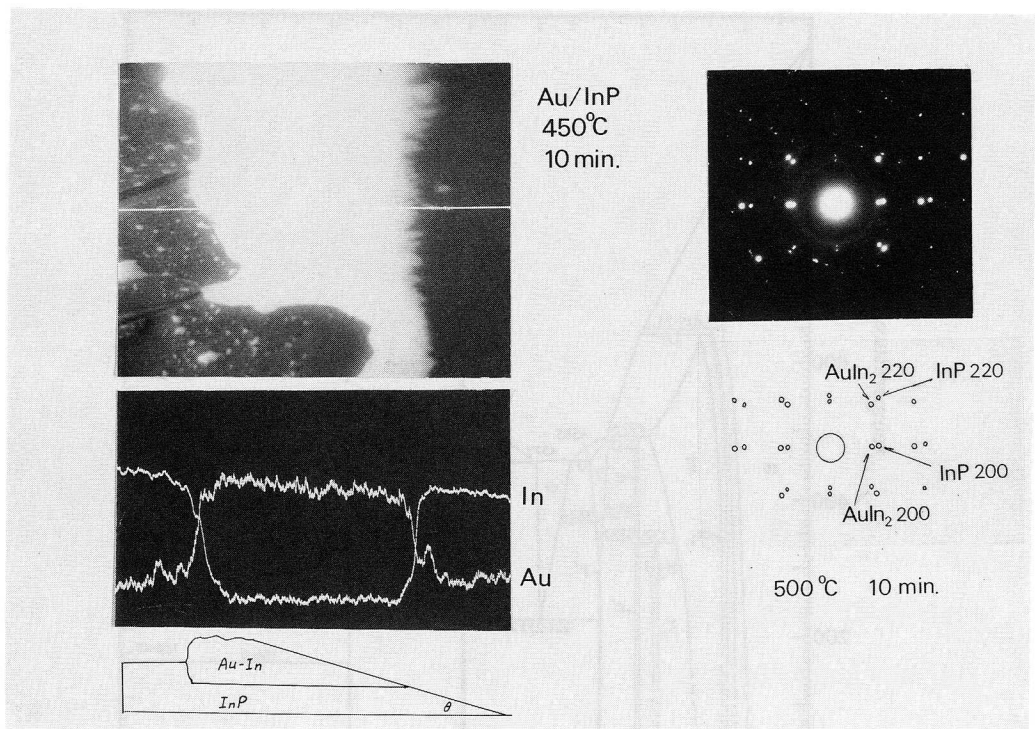 Au/InP
450°C
10 min.
In
Au
Au-In
InP
θ
AuIn₂ 220
InP 220
InP 200
AuIn₂ 200
500 °C 10 min.